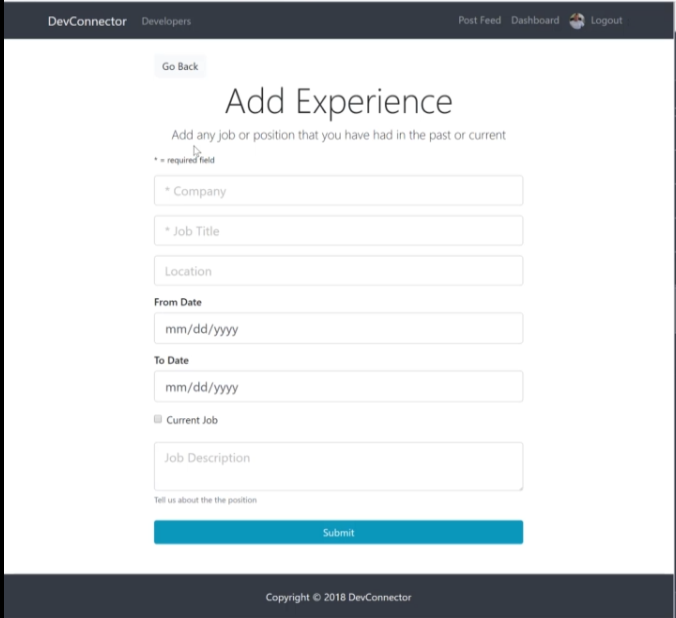 DevConnector Developers Post Feed Dashboard Logout
Go Back
Add Experience
Add any job or position that you have had in the past or current
* = required field
* Company
* Job Title
Location
From Date
mm/dd/yyyy
To Date
mm/dd/yyyy
Current Job
Job Description
Tell us about the the position
Submit
Copyright © 2018 DevConnector